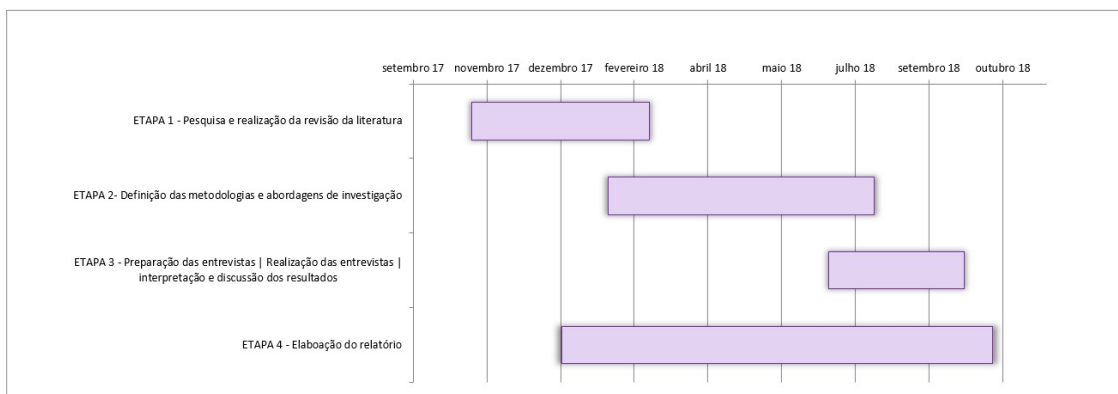 setembro 17 novembro 17 dezembro 17 fevereiro 18 abril 18 maio 18 julho 18 setembro 18 outubro 18
ETAPA 1 - Pesquisa e realização da revisão da literatura
ETAPA 2- Definição das metodologias e abordagens de investigação
ETAPA 3 - Preparação das entrevistas | Realização das entrevistas |
interpretação e discussão dos resultados
ETAPA 4 - Elaboação do relatório